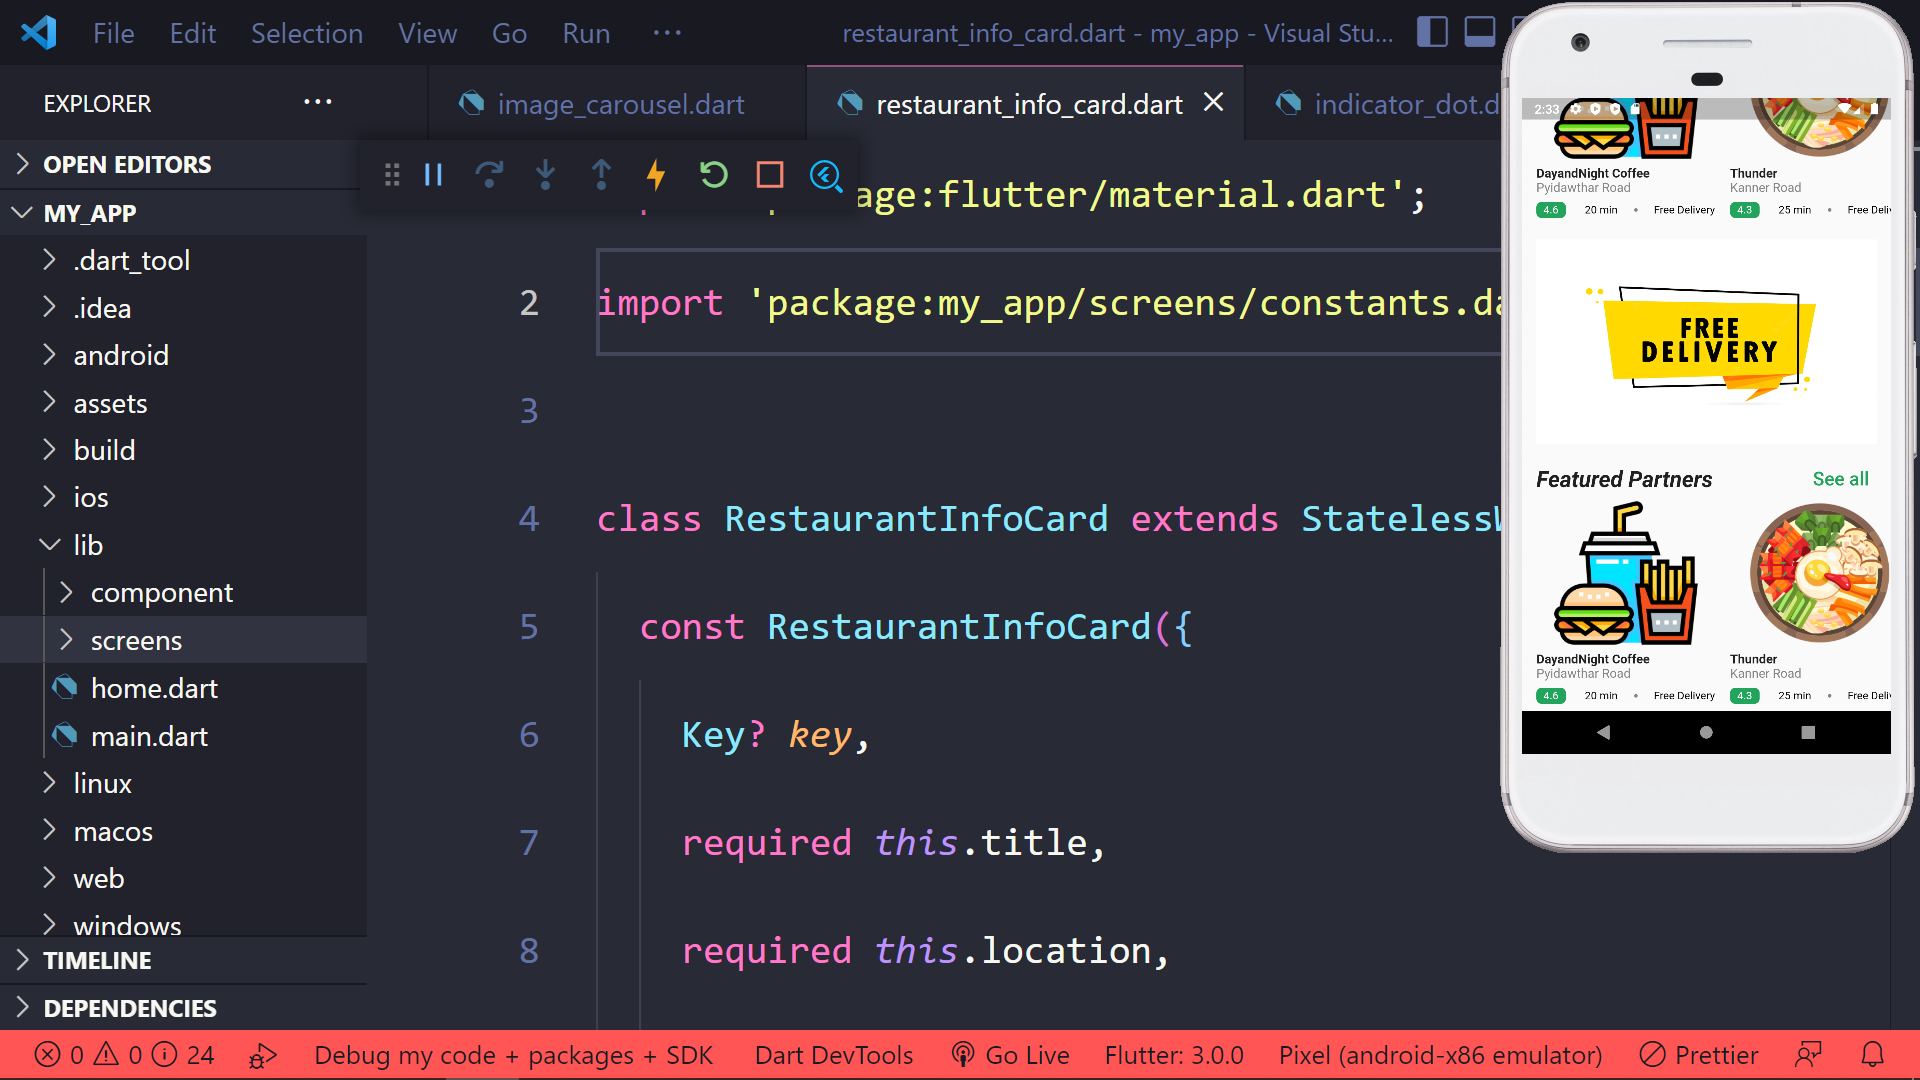 File Edit Selection View Go Run ···
restaurant_info_card.dart - my_app - Visual Stu...
EXPLORER ···
image_carousel.dart
restaurant_info_card.dart
indicator_dot.d
OPEN EDITORS
MY_APP
.dart_tool
.idea
android
assets
build
ios
lib
component
screens
home.dart
main.dart
linux
macos
web
windows
TIMELINE
DEPENDENCIES
age:flutter/material.dart';
2 import 'package:my_app/screens/constants.da
3
4 class RestaurantInfoCard extends Stateless
5 const RestaurantInfoCard({
6 Key? key,
7 required this.title,
8 required this.location,
2:33
DayandNight Coffee
Pyidawthar Road
4.6 20 min • Free Delivery
Thunder
Kanner Road
4.3 25 min • Free Deli
FREE
DELIVERY
Featured Partners See all
DayandNight Coffee
Pyidawthar Road
4.6 20 min • Free Delivery
Thunder
Kanner Road
4.3 25 min • Free Deli
0 0 24 Debug my code + packages + SDK Dart DevTools Go Live Flutter: 3.0.0 Pixel (android-x86 emulator) Prettier